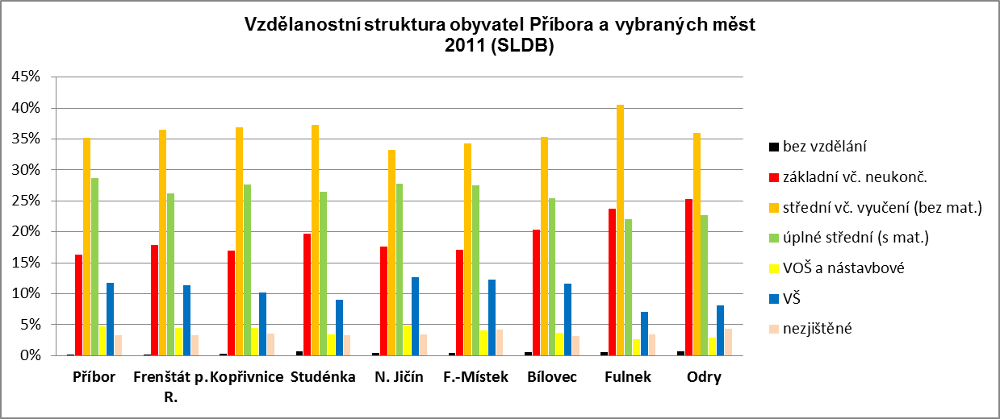 Vzdělanostní struktura obyvatel Příbora a vybraných měst
2011 (SLDB)
45%
40%
35%
30%
25%
20%
15%
10%
5%
0%
Příbor
Frenštát p.
R.
Kopřivnice
Studénka
N. Jičín
F.-Místek
Bílovec
Fulnek
Odry
bez vzdělání
základní vč. neukonč.
střední vč. vyučení (bez mat.)
úplné střední (s mat.)
VOŠ a nástavbové
VŠ
nezjištěné